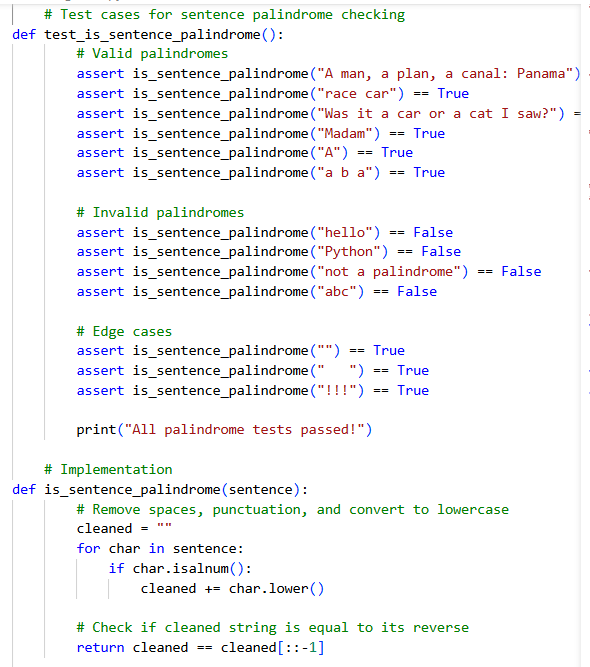 # Test cases for sentence palindrome checking
def test_is_sentence_palindrome():
        # Valid palindromes
        assert is_sentence_palindrome("A man, a plan, a canal: Panama")
        assert is_sentence_palindrome("race car") == True
        assert is_sentence_palindrome("Was it a car or a cat I saw?") =
        assert is_sentence_palindrome("Madam") == True
        assert is_sentence_palindrome("A") == True
        assert is_sentence_palindrome("a b a") == True

        # Invalid palindromes
        assert is_sentence_palindrome("hello") == False
        assert is_sentence_palindrome("Python") == False
        assert is_sentence_palindrome("not a palindrome") == False
        assert is_sentence_palindrome("abc") == False

        # Edge cases
        assert is_sentence_palindrome("") == True
        assert is_sentence_palindrome("   ") == True
        assert is_sentence_palindrome("!!!") == True

        print("All palindrome tests passed!")

    # Implementation
def is_sentence_palindrome(sentence):
        # Remove spaces, punctuation, and convert to lowercase
        cleaned = ""
        for char in sentence:
            if char.isalnum():
                cleaned += char.lower()

        # Check if cleaned string is equal to its reverse
        return cleaned == cleaned[::-1]